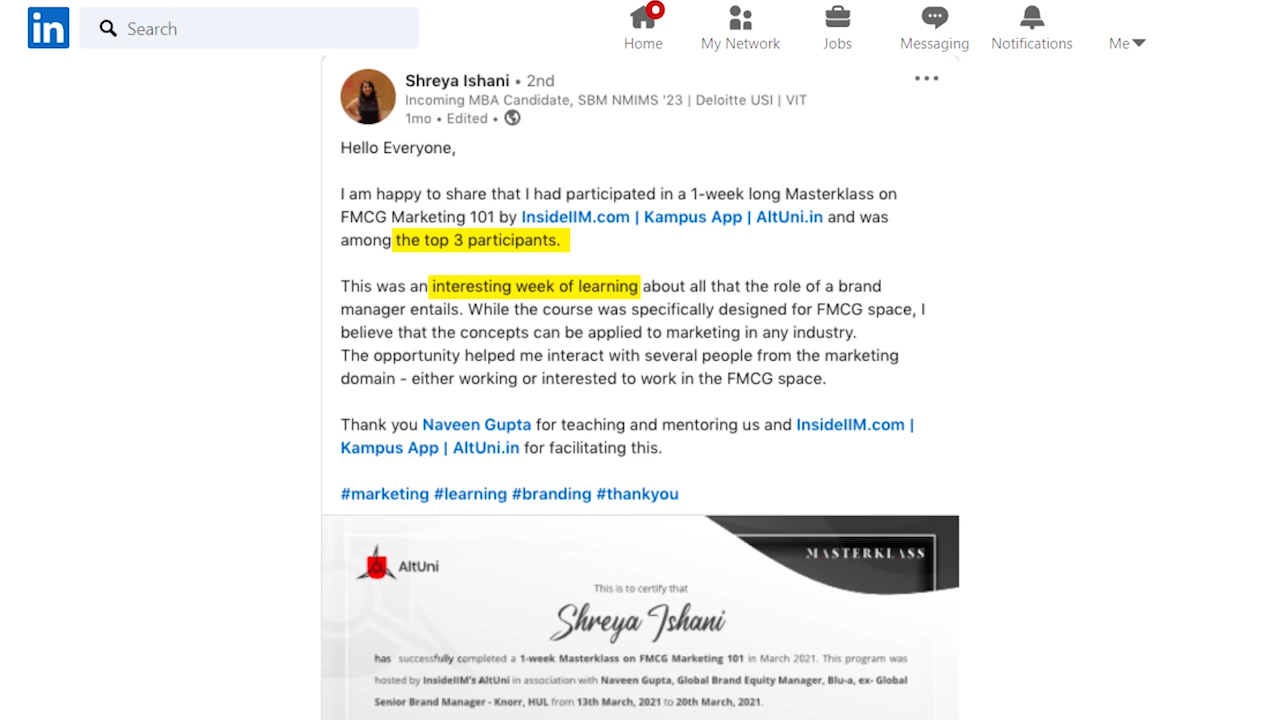 in
Search
Home
My Network
Jobs
Messaging
Notifications
Me
Shreya Ishani • 2nd
Incoming MBA Candidate, SBM NMIMS '23 | Deloitte USI | VIT
1mo • Edited •
Hello Everyone,
I am happy to share that I had participated in a 1-week long Masterklass on
FMCG Marketing 101 by InsideIIM.com | Kampus App | AltUni.in and was
among the top 3 participants.
This was an interesting week of learning about all that the role of a brand
manager entails. While the course was specifically designed for FMCG space, I
believe that the concepts can be applied to marketing in any industry.
The opportunity helped me interact with several people from the marketing
domain - either working or interested to work in the FMCG space.
Thank you Naveen Gupta for teaching and mentoring us and InsideIIM.com |
Kampus App | AltUni.in for facilitating this.
#marketing #learning #branding #thankyou
AltUni
MASTERKLASS
This is to certify that
Shreya Ishani
has successfully completed a 1-week Masterklass on FMCG Marketing 101 in March 2021. This program was
hosted by InsideIIM's AltUni in association with Naveen Gupta, Global Brand Equity Manager, Blu-a, ex- Global
Senior Brand Manager - Knorr, HUL from 13th March, 2021 to 20th March, 2021.